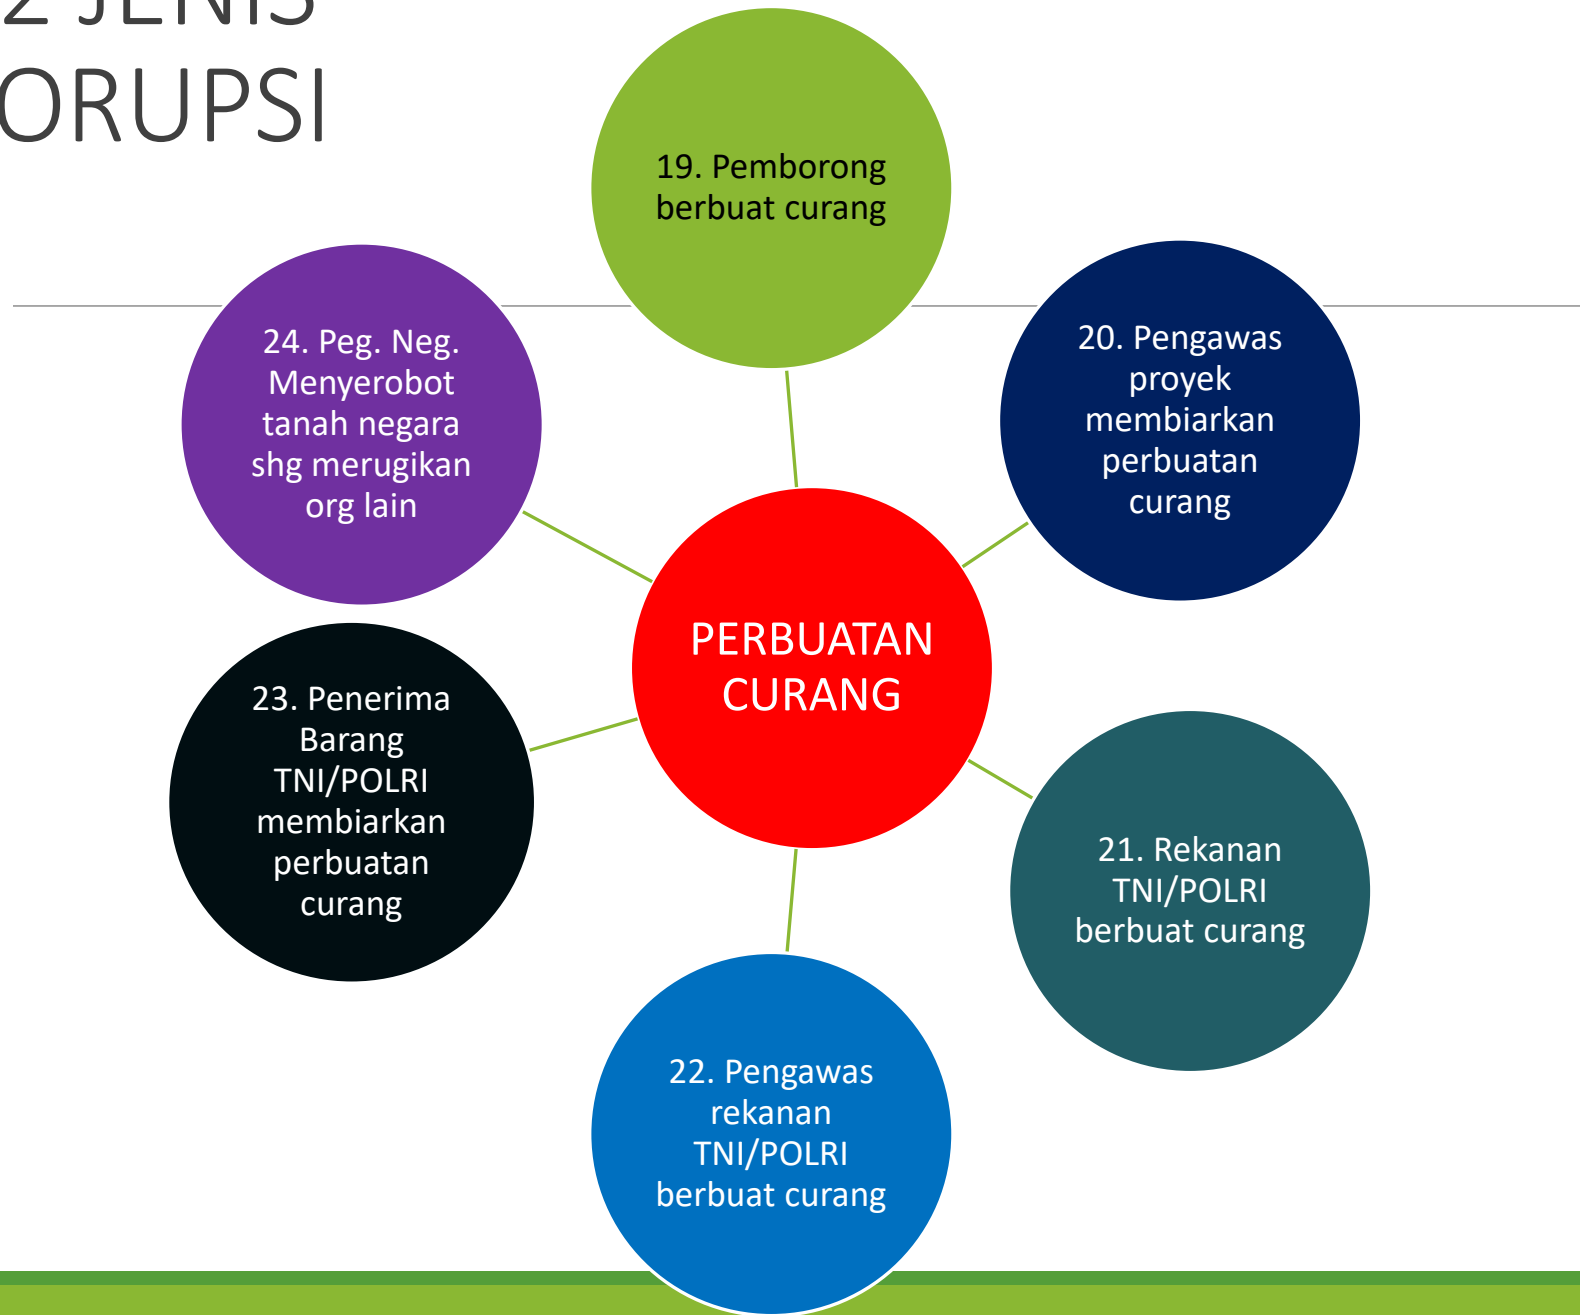 2 JENIS
ORUPSI
19. Pemborong
berbuat curang
20. Pengawas
proyek
membiarkan
perbuatan
curang
21. Rekanan
TNI/POLRI
berbuat curang
22. Pengawas
rekanan
TNI/POLRI
berbuat curang
23. Penerima
Barang
TNI/POLRI
membiarkan
perbuatan
curang
24. Peg. Neg.
Menyerobot
tanah negara
shg merugikan
org lain
PERBUATAN
CURANG